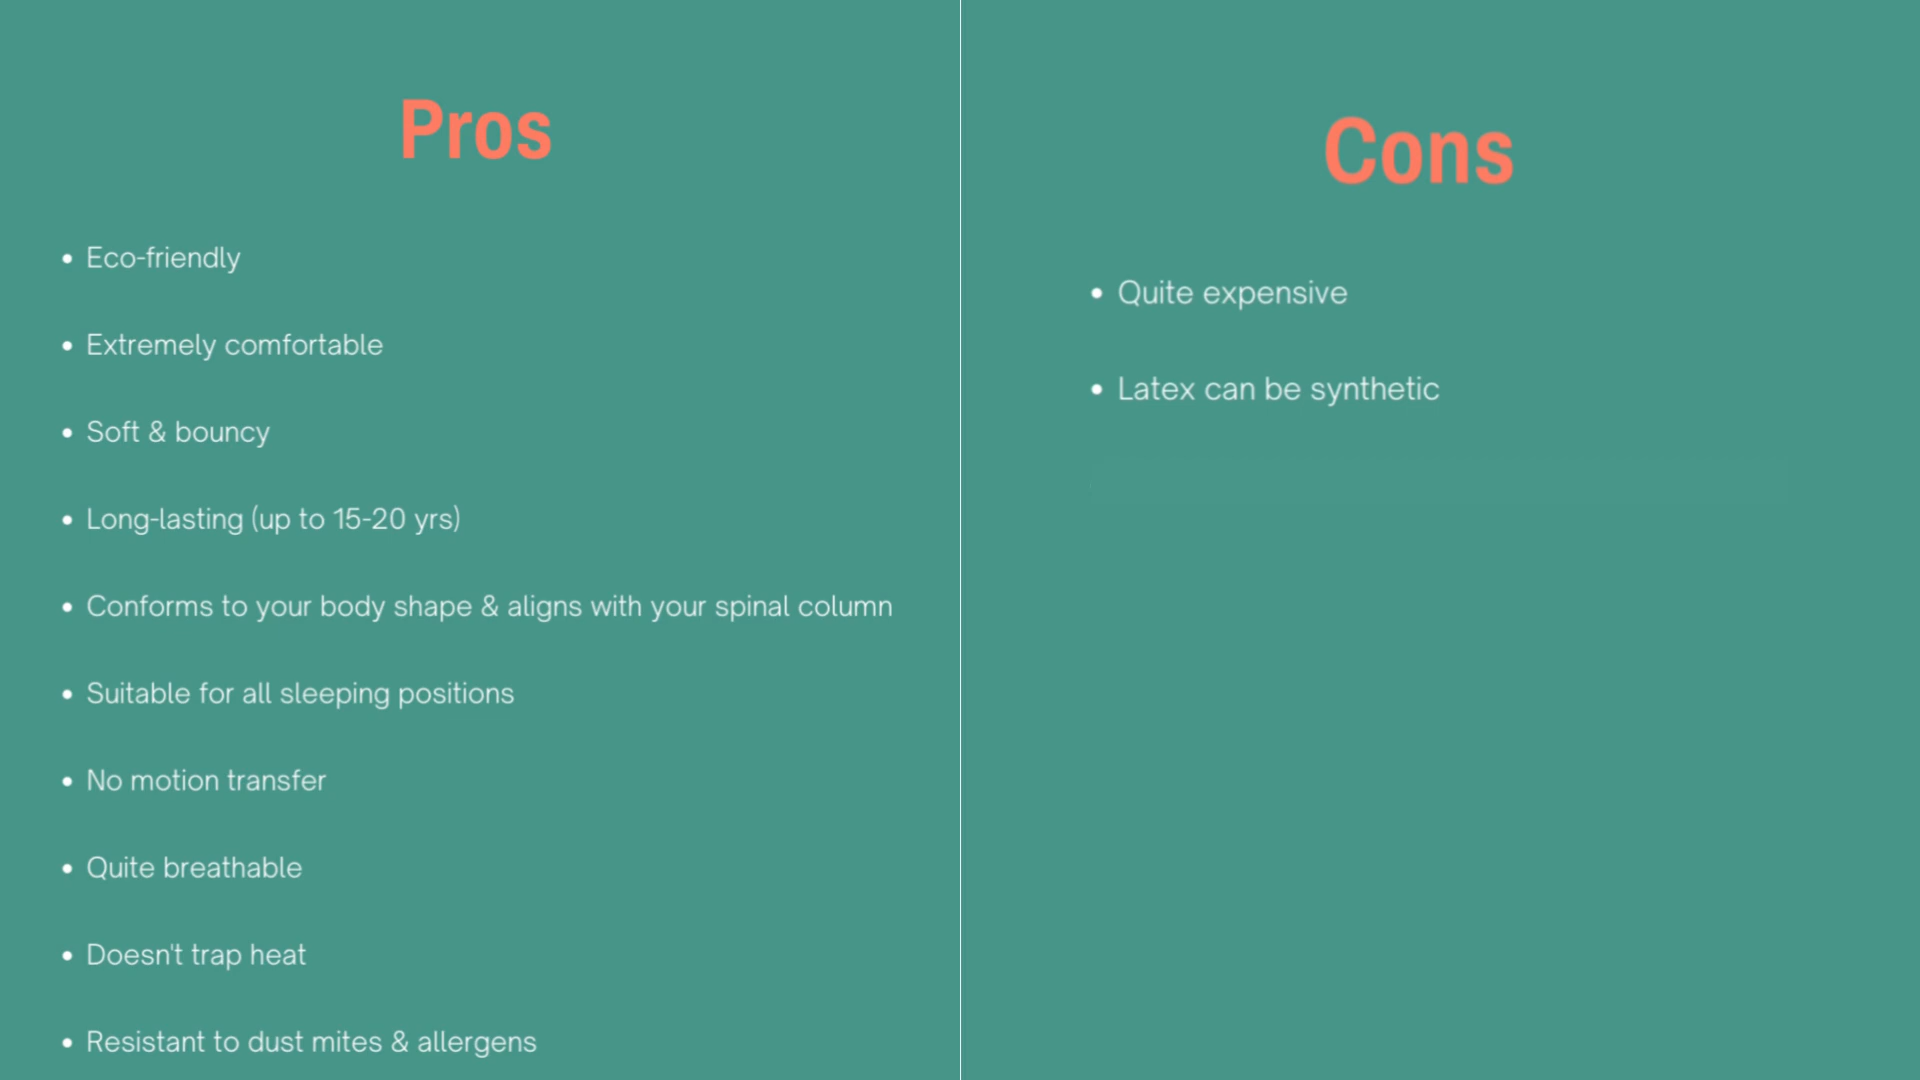 Pros
• Eco-friendly
• Extremely comfortable
• Soft & bouncy
• Long-lasting (up to 15-20 yrs)
• Conforms to your body shape & aligns with your spinal column
• Suitable for all sleeping positions
• No motion transfer
• Quite breathable
• Doesn't trap heat
• Resistant to dust mites & allergens
Cons
• Quite expensive
• Latex can be synthetic